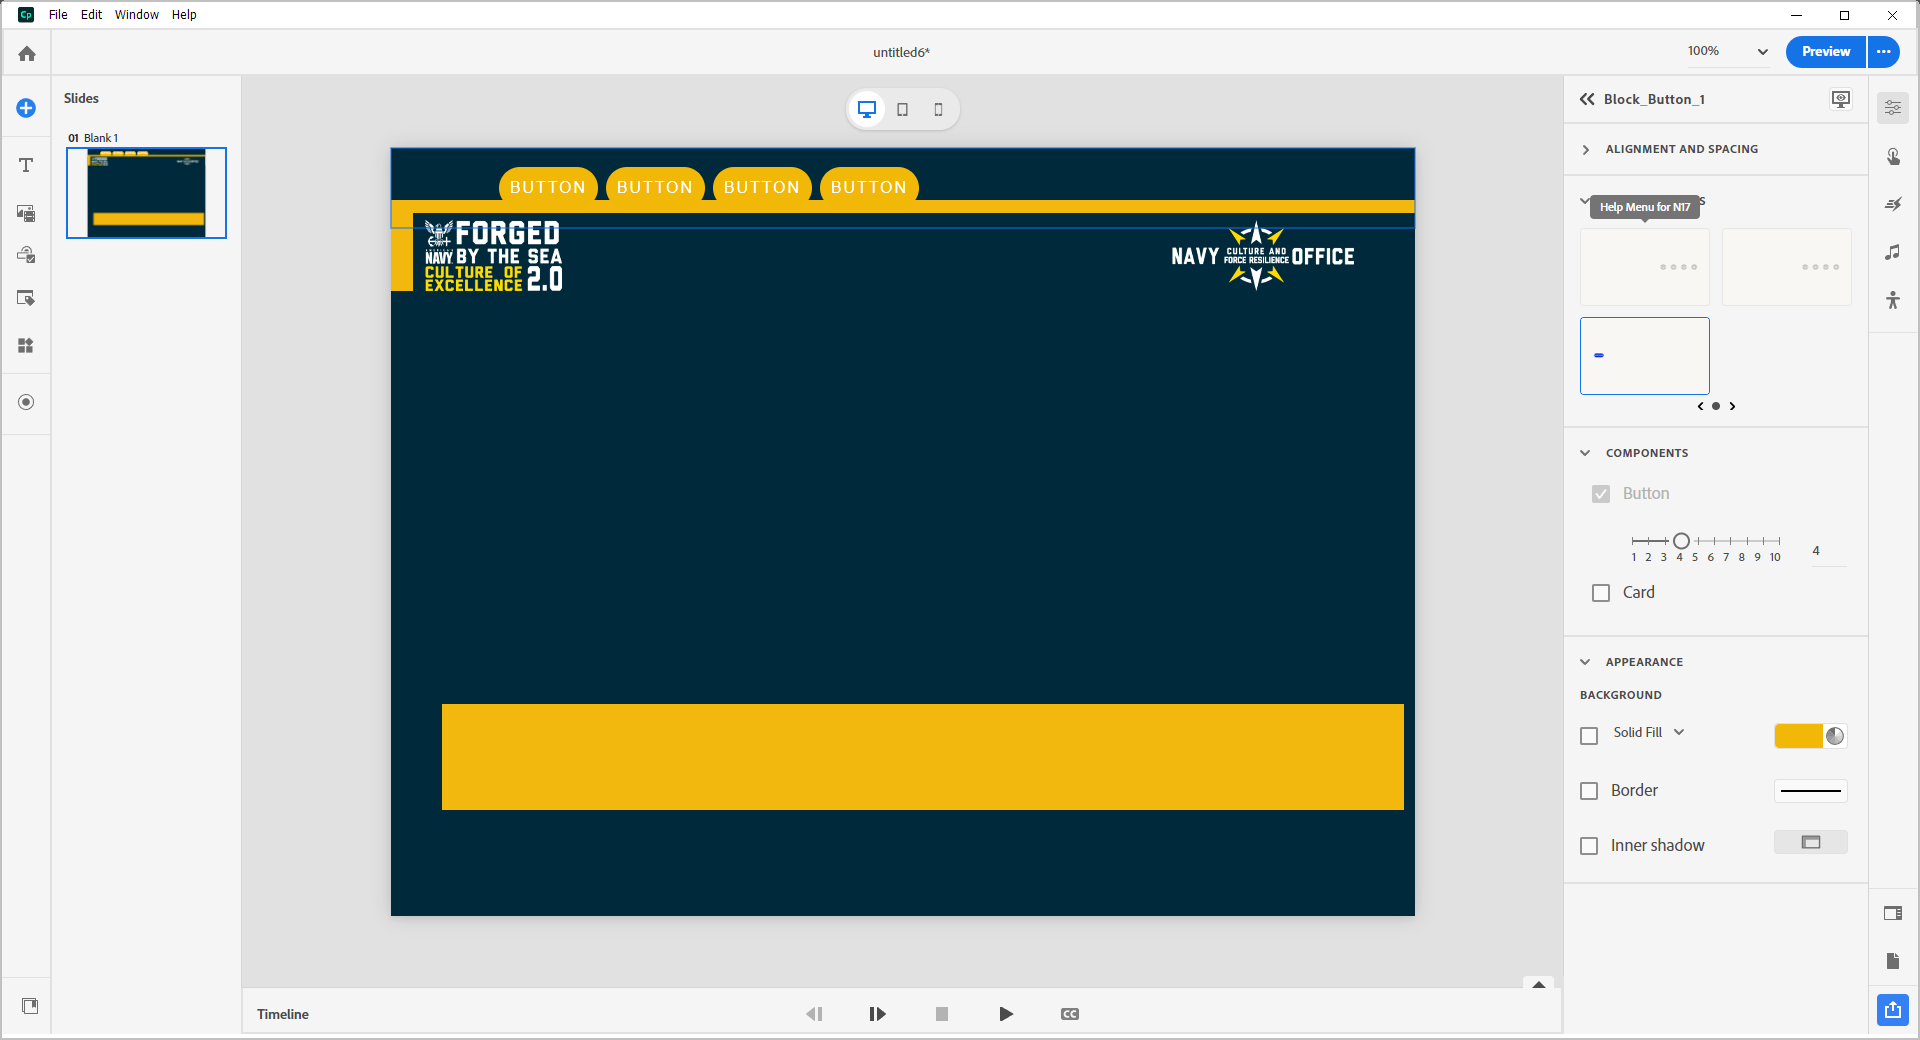 Cp File Edit Window Help
untitled6*
100%
Preview
Slides
01 Blank 1
BUTTON BUTTON BUTTON BUTTON
FORGED
NAVY BY THE SEA
CULTURE OF
EXCELLENCE 2.0
NAVY CULTURE AND FORCE RESILIENCE OFFICE
Timeline
CC
Block_Button_1
ALIGNMENT AND SPACING
Help Menu for N17
S
COMPONENTS
Button
1 2 3 4 5 6 7 8 9 10
4
Card
APPEARANCE
BACKGROUND
Solid Fill
Border
Inner shadow